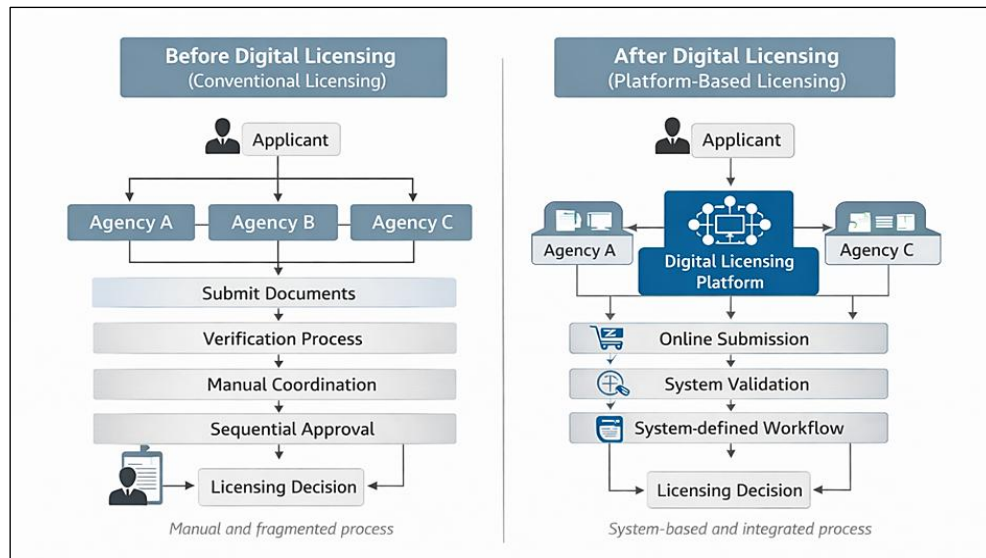 Before Digital Licensing
(Conventional Licensing)
Applicant
Agency A
Agency B
Agency C
Submit Documents
Verification Process
Manual Coordination
Sequential Approval
Licensing Decision
Manual and fragmented process
After Digital Licensing
(Platform-Based Licensing)
Applicant
Agency A
Digital Licensing
Platform
Agency C
Online Submission
System Validation
System-defined Workflow
Licensing Decision
System-based and integrated process